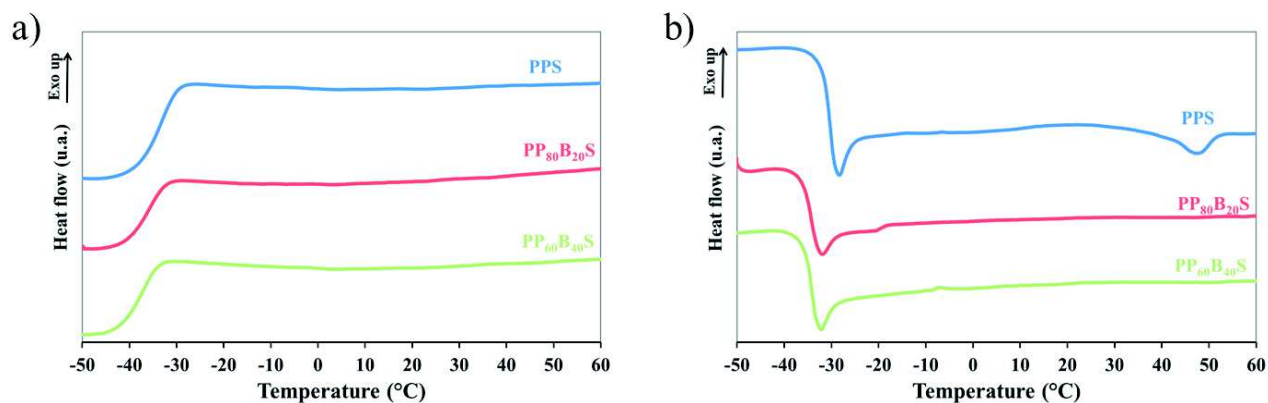 a)
Exo up
Heat flow (u.a.)
PPS
PP₈₀B₂₀S
PP₆₀B₄₀S
-50 -40 -30 -20 -10 0 10 20 30 40 50 60
Temperature (°C)
b)
Exo up
Heat flow (u.a.)
PPS
PP₈₀B₂₀S
PP₆₀B₄₀S
-50 -40 -30 -20 -10 0 10 20 30 40 50 60
Temperature (°C)